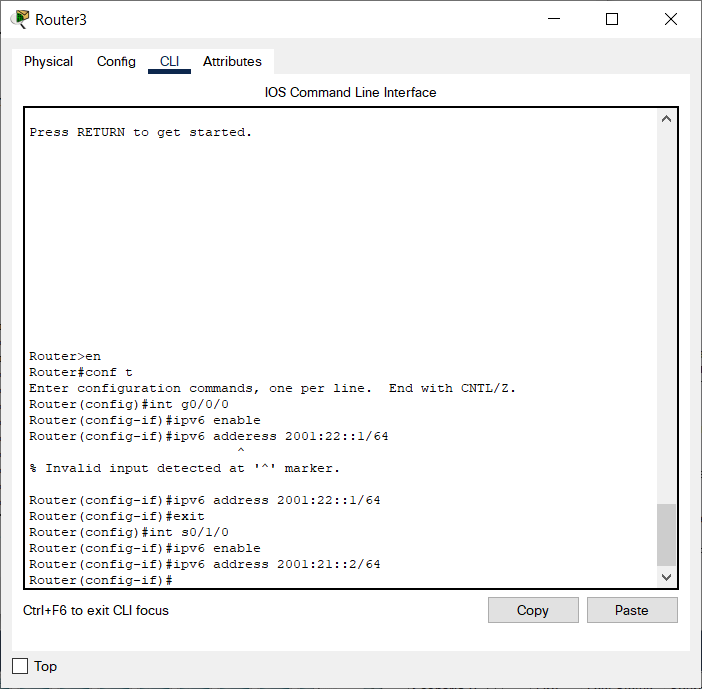 Router3
Physical Config CLI Attributes
IOS Command Line Interface
Press RETURN to get started.
Router>en
Router#conf t
Enter configuration commands, one per line.  End with CNTL/Z.
Router(config)#int g0/0/0
Router(config-if)#ipv6 enable
Router(config-if)#ipv6 adderess 2001:22::1/64
^
% Invalid input detected at '^' marker.
Router(config-if)#ipv6 address 2001:22::1/64
Router(config-if)#exit
Router(config)#int s0/1/0
Router(config-if)#ipv6 enable
Router(config-if)#ipv6 address 2001:21::2/64
Router(config-if)#
Ctrl+F6 to exit CLI focus
Copy Paste
Top